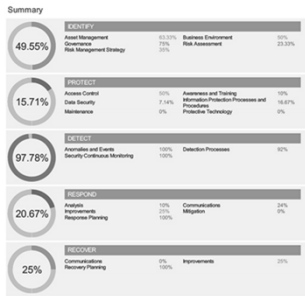 Summary
IDENTIFY
49.55%
Asset Management
Business Environment 50%
Governance 75%
Risk Assessment 23.33%
Risk Management Strategy
PROTECT
15.71%
Access Control 50%
Awareness and Training 10%
Data Security 7.14%
Information Protection Processes and
Procedures 16.67%
Maintenance 0%
Protective Technology 0%
DETECT
97.78%
Anomalies and Events 100%
Detection Processes
Security Continuous Monitoring 100%
RESPOND
20.67%
Analysis 10%
Communications 24%
Improvements 25%
Mitigation 0%
Response Planning 100%
RECOVER
25%
Communications 0%
Improvements
Recovery Planning 100%